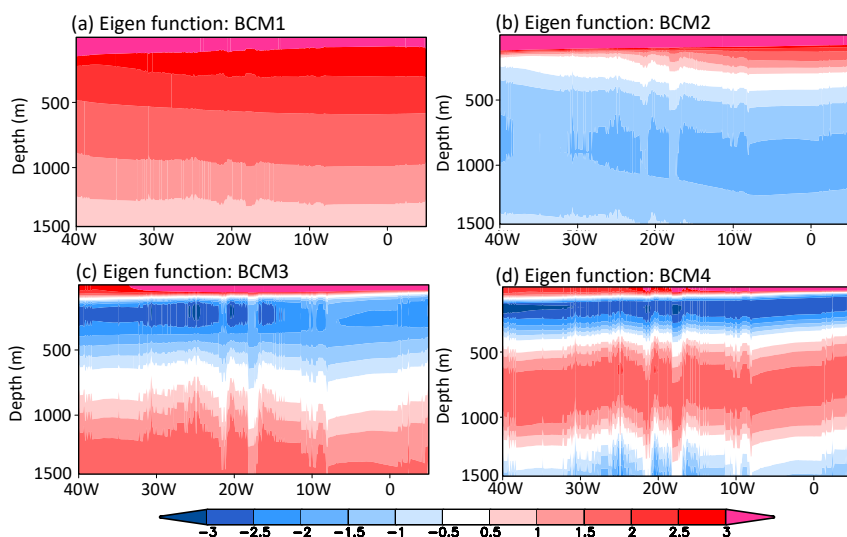 (a) Eigen function: BCM1
(b) Eigen function: BCM2
Depth (m)
500
1000
1500
40W 30W 20W 10W 0
Depth (m)
500
1000
1500
40W 30W 20W 10W 0
(c) Eigen function: BCM3
(d) Eigen function: BCM4
Depth (m)
500
1000
1500
40W 30W 20W 10W 0
Depth (m)
500
1000
1500
40W 30W 20W 10W 0
-3 -2.5 -2 -1.5 -1 -0.5 0.5 1 1.5 2 2.5 3